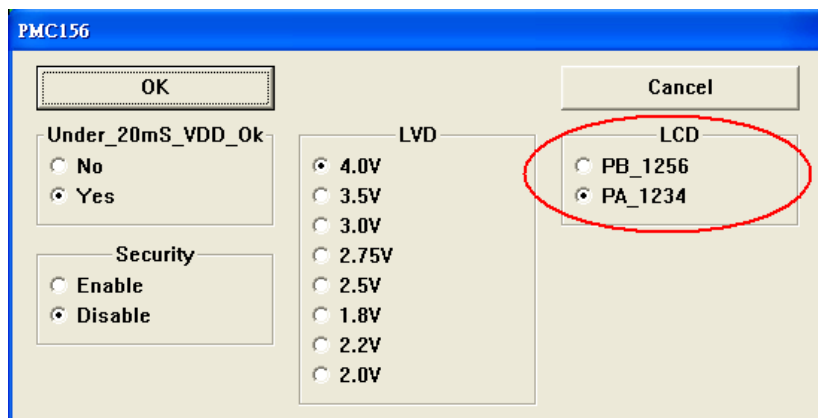 PMC156
OK
Cancel
Under_20mS_VDD_Ok
No
Yes
Security
Enable
Disable
LVD
4.0V
3.5V
3.0V
2.75V
2.5V
1.8V
2.2V
2.0V
LCD
PB_1256
PA_1234